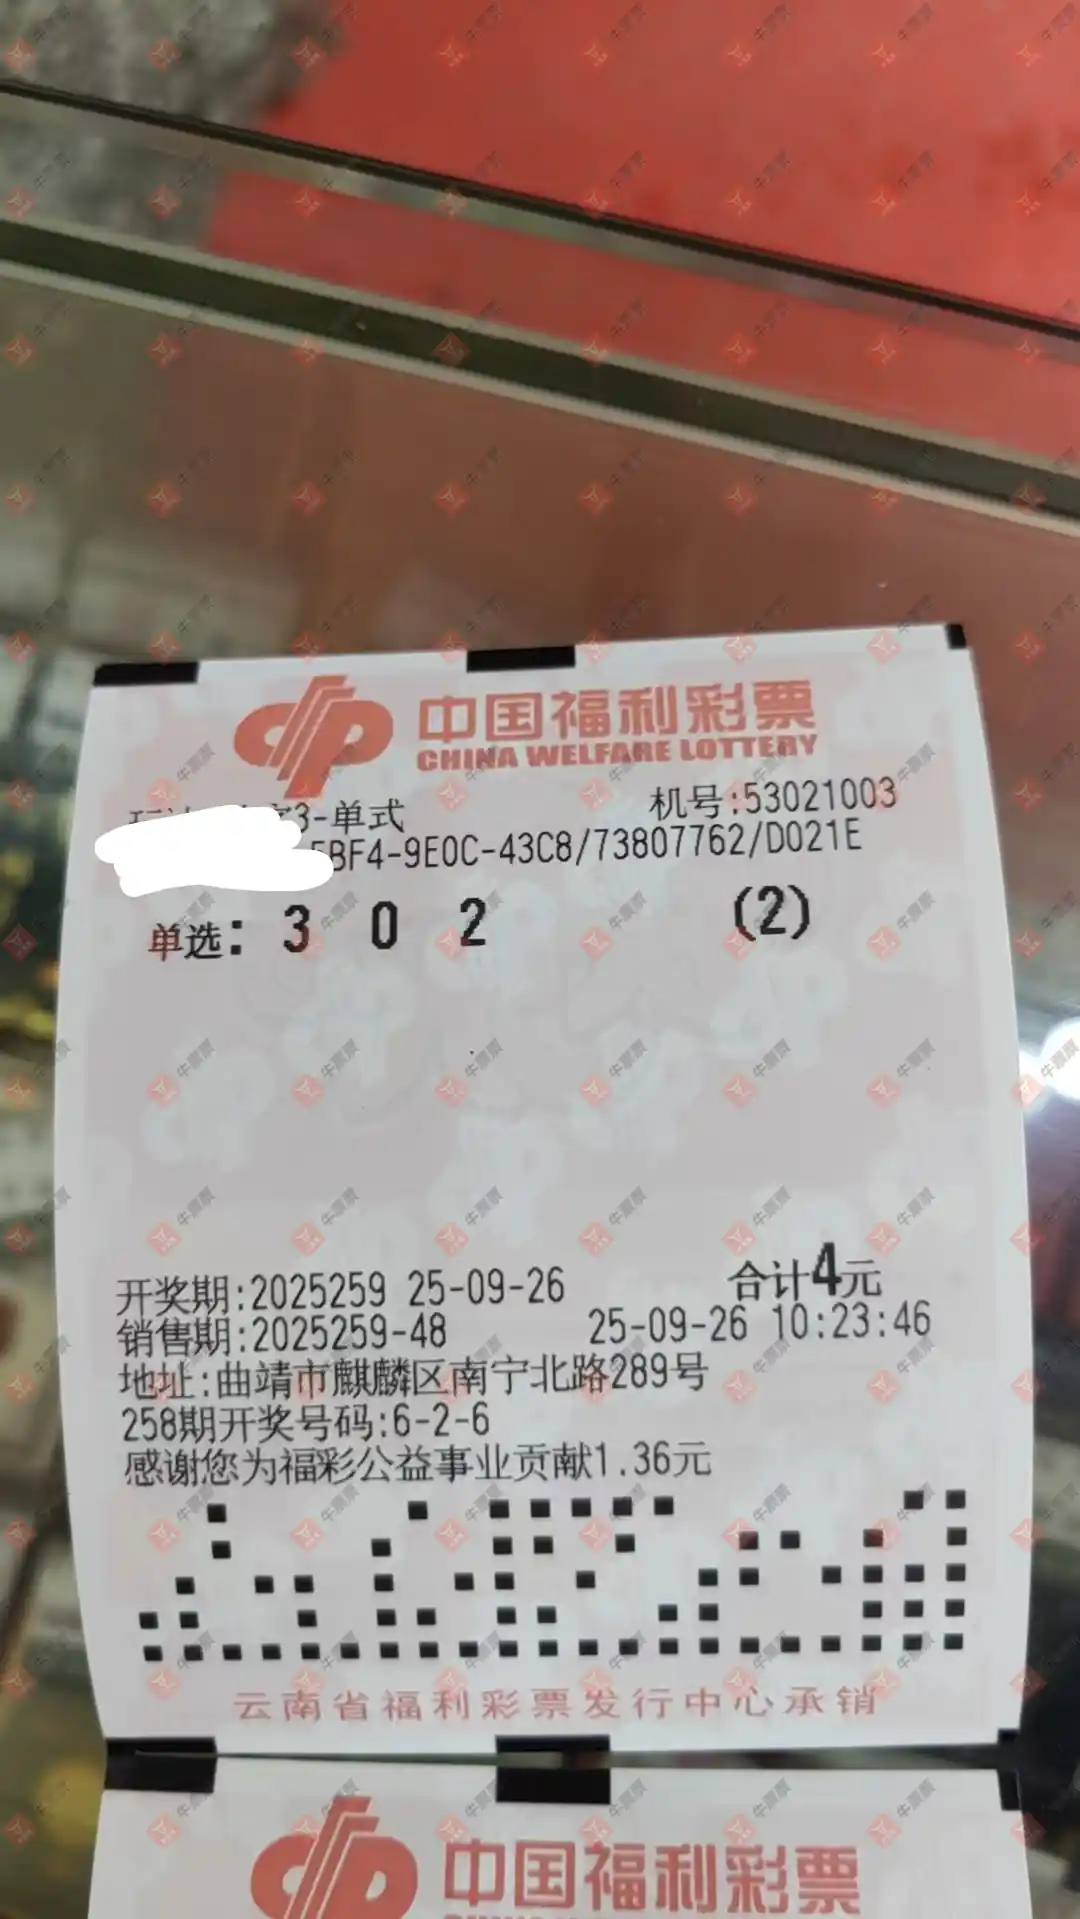 中国福利彩票
CHINA WELFARE LOTTERY
3-单式 机号:53021003
BF4-9E0C-43C8/73807762/D021E
单选: 3 0 2 (2)
开奖期:2025259 25-09-26 合计4元
销售期:2025259-48 25-09-26 10:23:46
地址:曲靖市麒麟区南宁北路289号
258期开奖号码:6-2-6
感谢您为福彩公益事业贡献1.36元
云南省福利彩票发行中心承销
中国福利彩票
牛票票